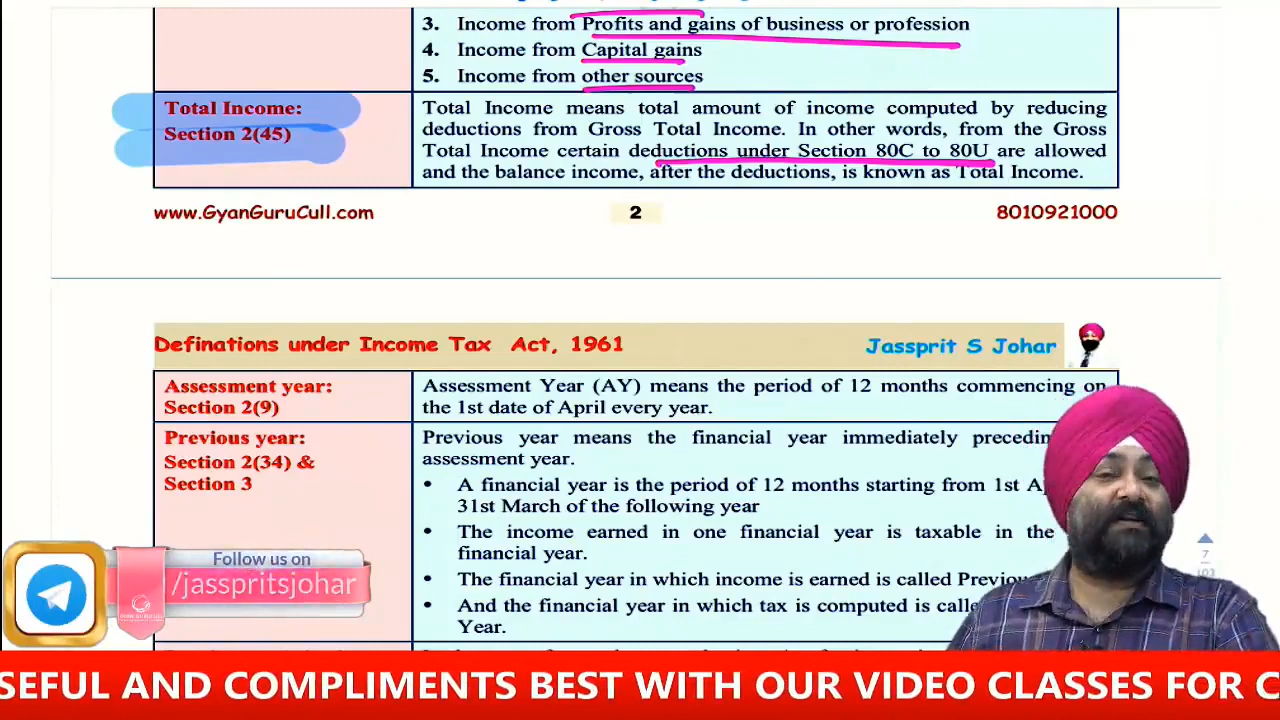 3. Income from Profits and gains of business or profession
4. Income from Capital gains
5. Income from other sources
Total Income:
Section 2(45)
Total Income means total amount of income computed by reducing
deductions from Gross Total Income. In other words, from the Gross
Total Income certain deductions under Section 80C to 80U are allowed
and the balance income, after the deductions, is known as Total Income.
www.GyanGuruCull.com 2 8010921000
Definations under Income Tax Act, 1961 Jassprit S Johar
Assessment year:
Section 2(9)
Assessment Year (AY) means the period of 12 months commencing on
the 1st date of April every year.
Previous year:
Section 2(34) &
Section 3
Previous year means the financial year immediately
assessment year.
• A financial year is the period of 12 months starting from 1st
31st March of the following year
• The income earned in one financial year is taxable in the
financial year.
• The financial year in which income is earned is called
• And the financial year in which tax is computed is
Year.
7
Follow us on
/jasspritsjohar
SEFUL AND COMPLIMENTS BEST WITH OUR VIDEO CLASSES FOR C